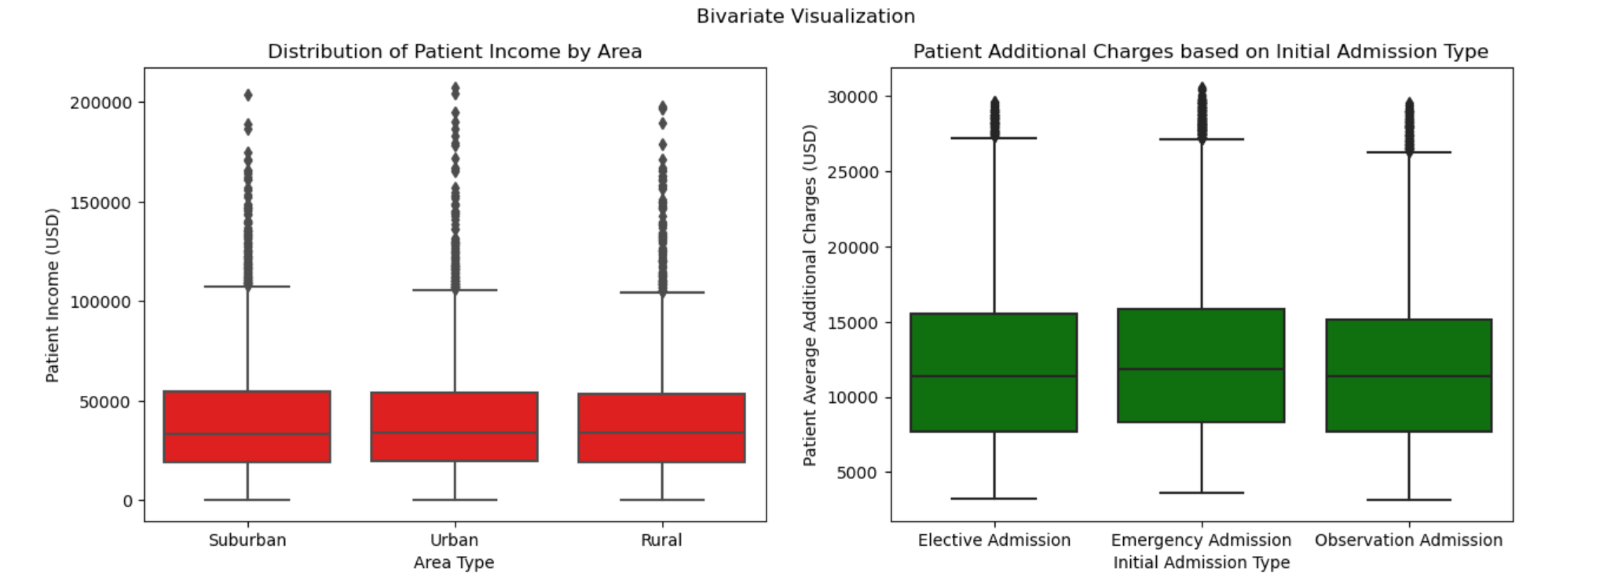 Bivariate Visualization
Distribution of Patient Income by Area
Patient Income (USD)
200000
150000
100000
50000
0
Suburban
Urban
Rural
Area Type
Patient Additional Charges based on Initial Admission Type
Patient Average Additional Charges (USD)
30000
25000
20000
15000
10000
5000
Elective Admission
Emergency Admission
Observation Admission
Initial Admission Type